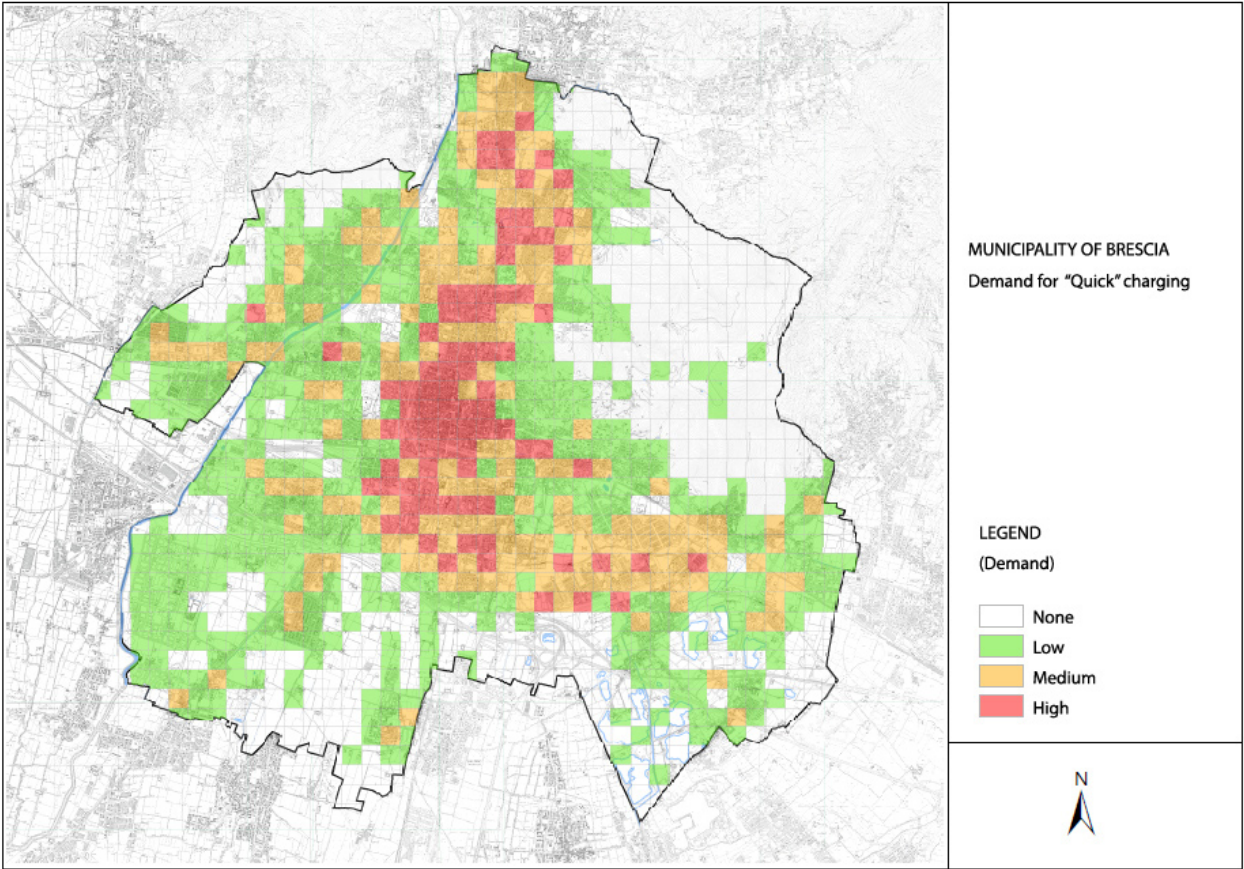 MUNICIPALITY OF BRESCIA
Demand for “Quick” charging
LEGEND
(Demand)
None
Low
Medium
High
N